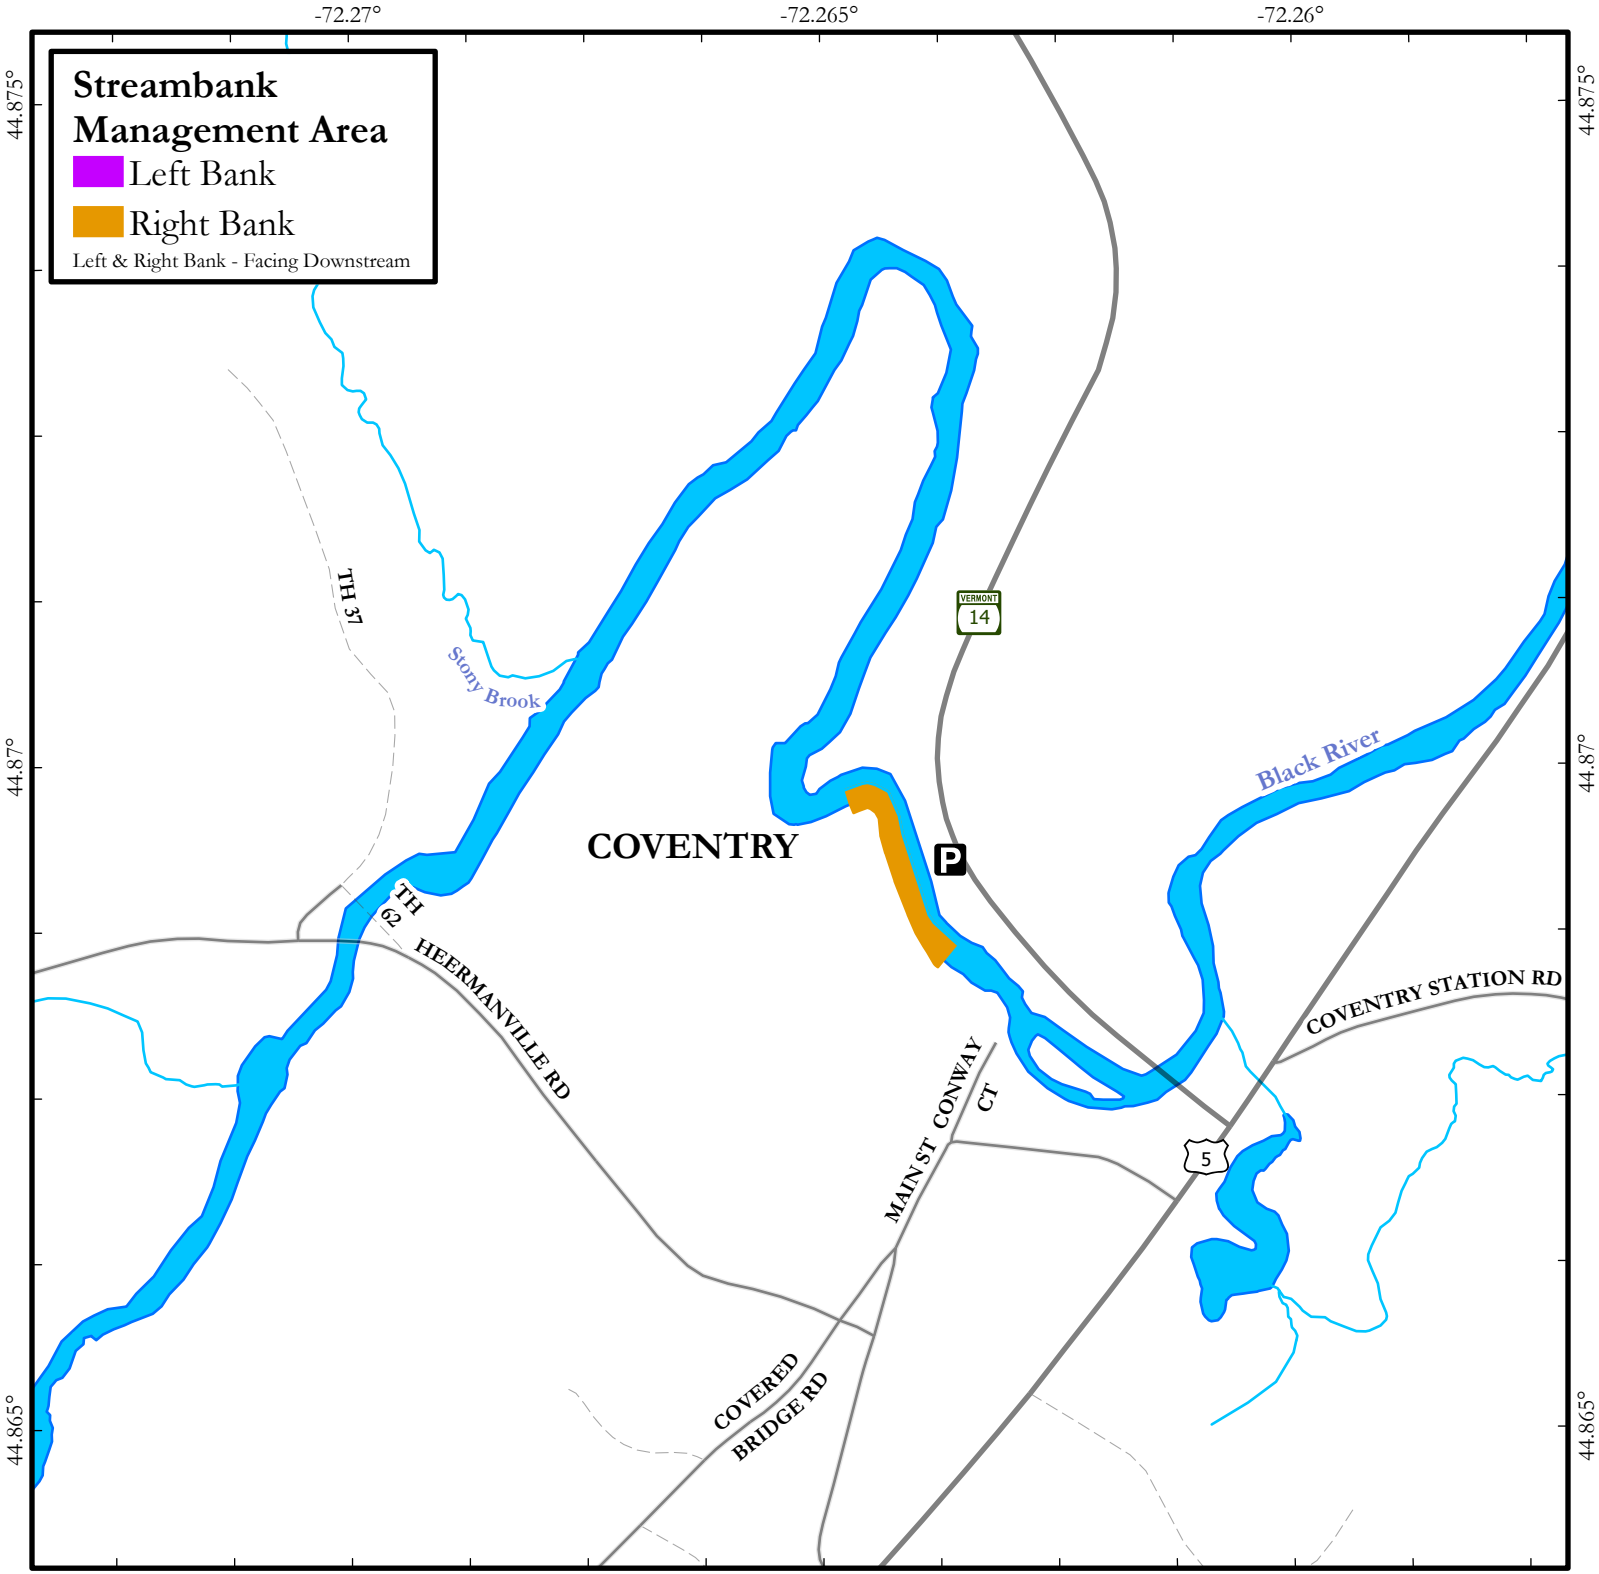 -72.27°
-72.265°
-72.26°
44.875°
44.875°
Streambank
Management Area
Left Bank
Right Bank
Left & Right Bank - Facing Downstream
TH 37
VERMONT
14
Stony Brook
Black River
44.87°
44.87°
COVENTRY
P
TH
62
HEERMANVILLE RD
COVENTRY STATION RD
MAIN ST
CONWAY
CT
5
COVERED
BRIDGE RD
44.865°
44.865°